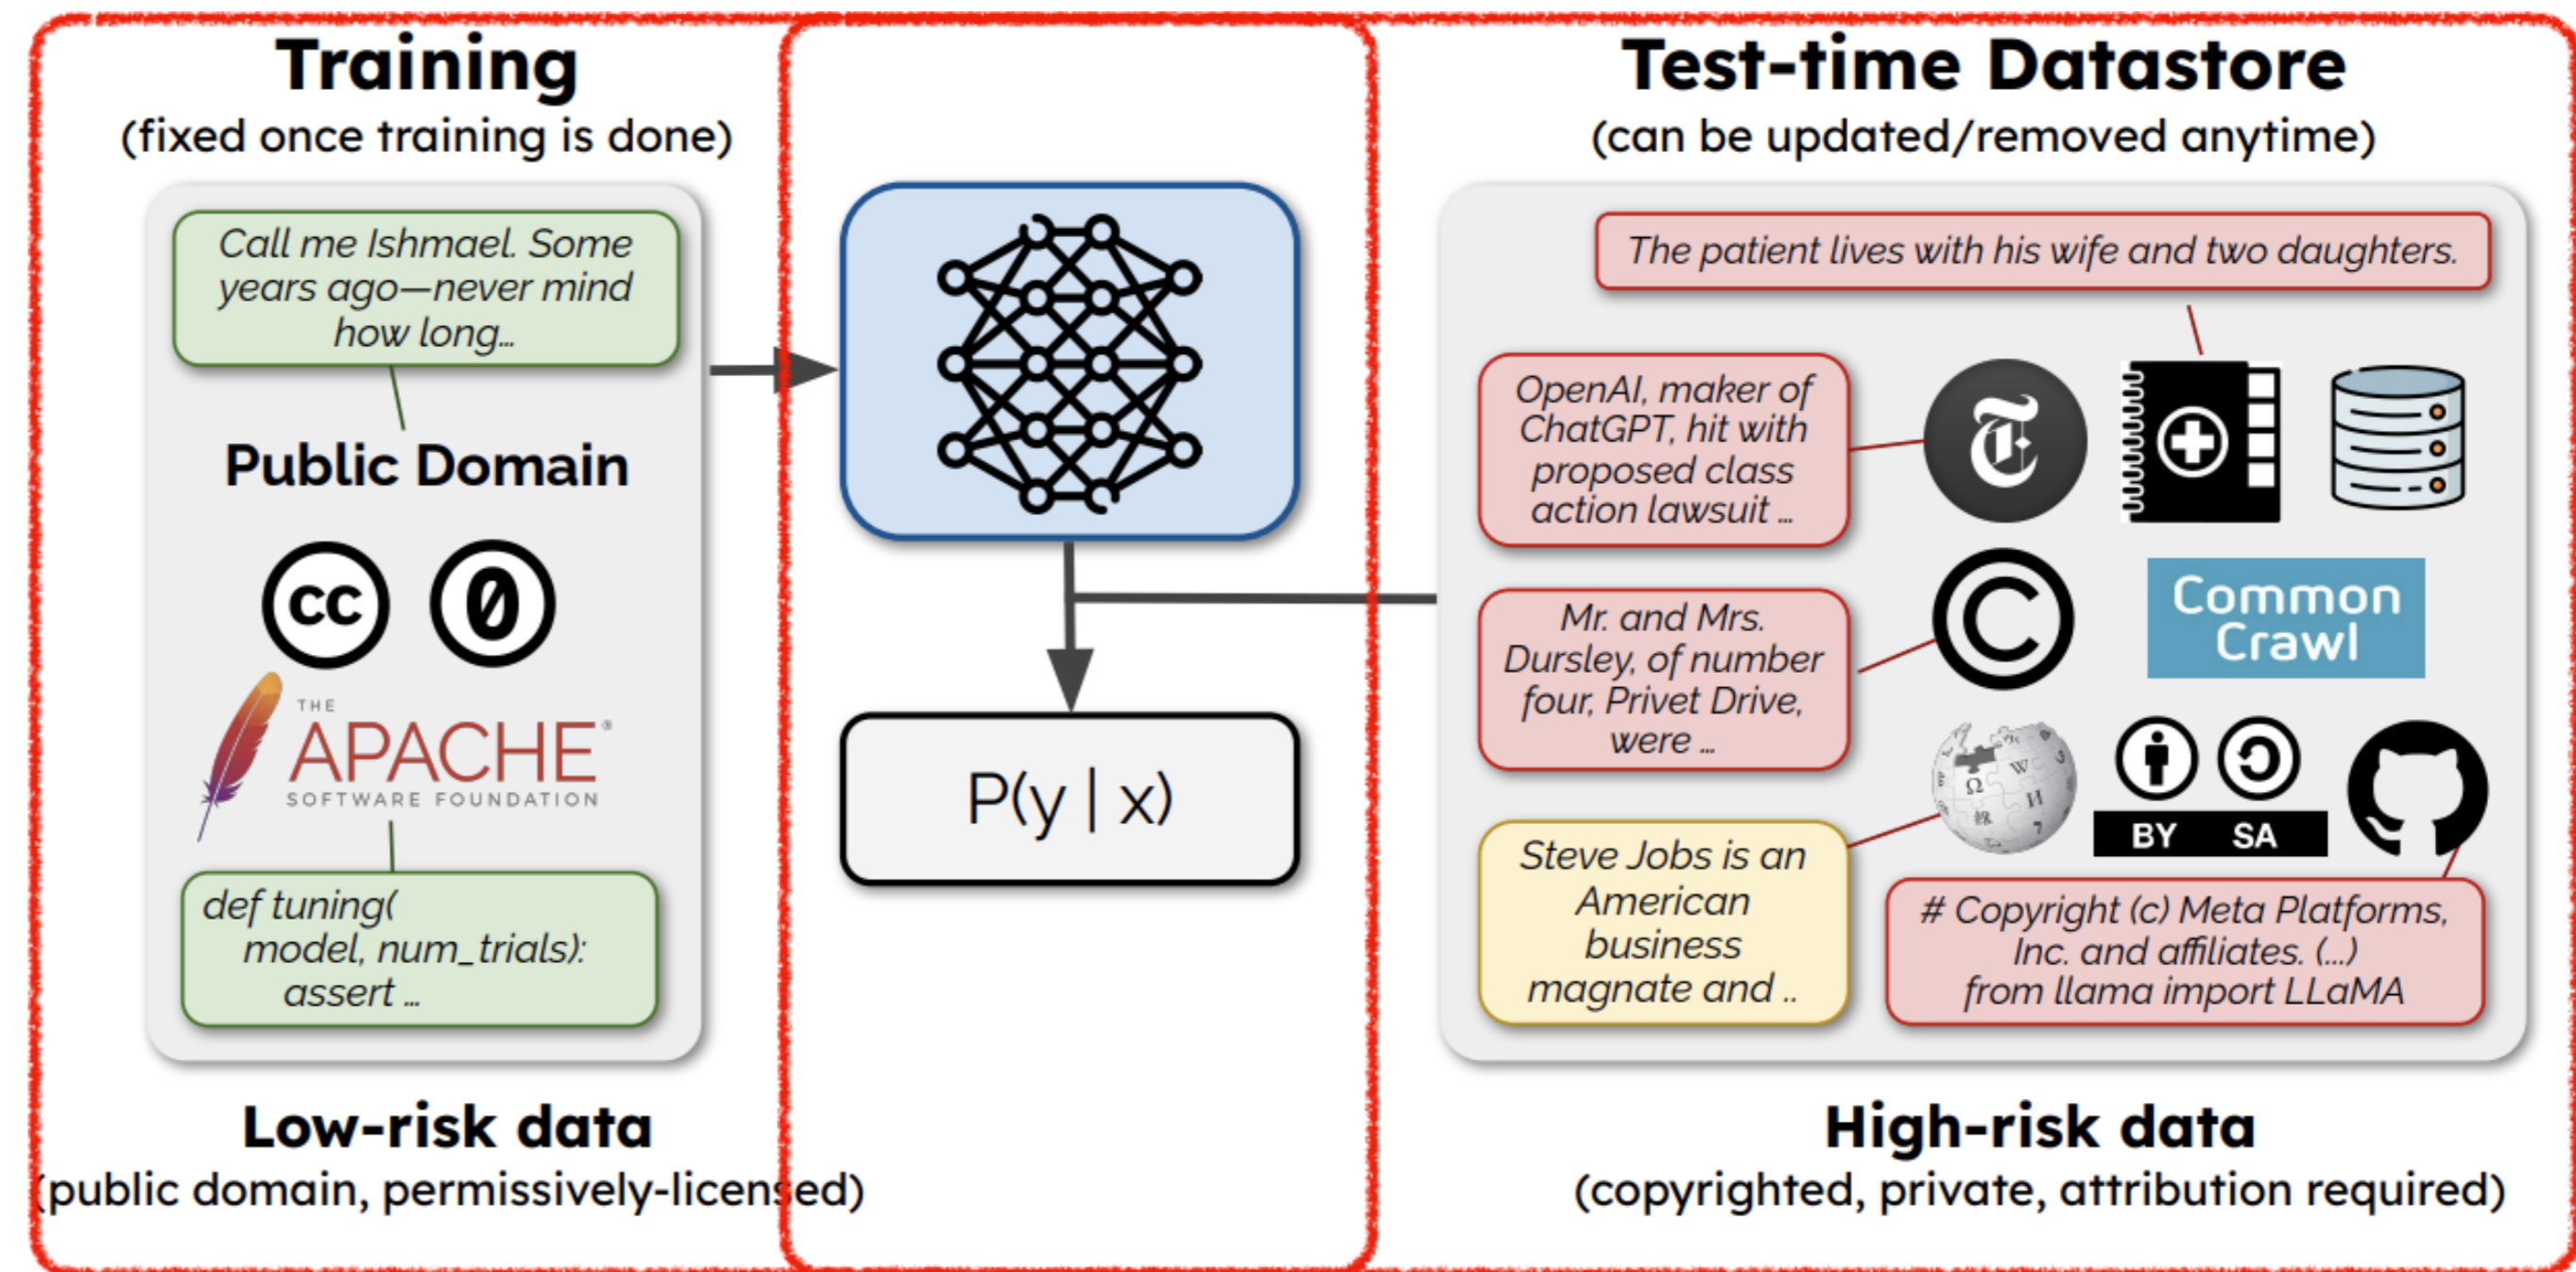 Training
(fixed once training is done)
Call me Ishmael. Some
years ago—never mind
how long...
Public Domain
cc 0
THE
APACHE®
SOFTWARE FOUNDATION
def tuning(
model, num_trials):
assert ...
Low-risk data
(public domain, permissively-licensed)
P(y | x)
Test-time Datastore
(can be updated/removed anytime)
The patient lives with his wife and two daughters.
OpenAI, maker of
ChatGPT, hit with
proposed class
action lawsuit ...
T
Mr. and Mrs.
Dursley, of number
four, Privet Drive,
were ...
©
Common
Crawl
Steve Jobs is an
American
business
magnate and ..
Ω W И
BY SA
# Copyright (c) Meta Platforms,
Inc. and affiliates. (...)
from llama import LLaMA
High-risk data
(copyrighted, private, attribution required)